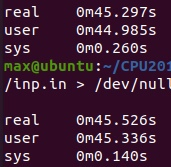 real 0m45.297s
user 0m44.985s
sys 0m0.260s
max@ubuntu:~/CPU201
/inp.in > /dev/null
real 0m45.526s
user 0m45.336s
sys 0m0.140s